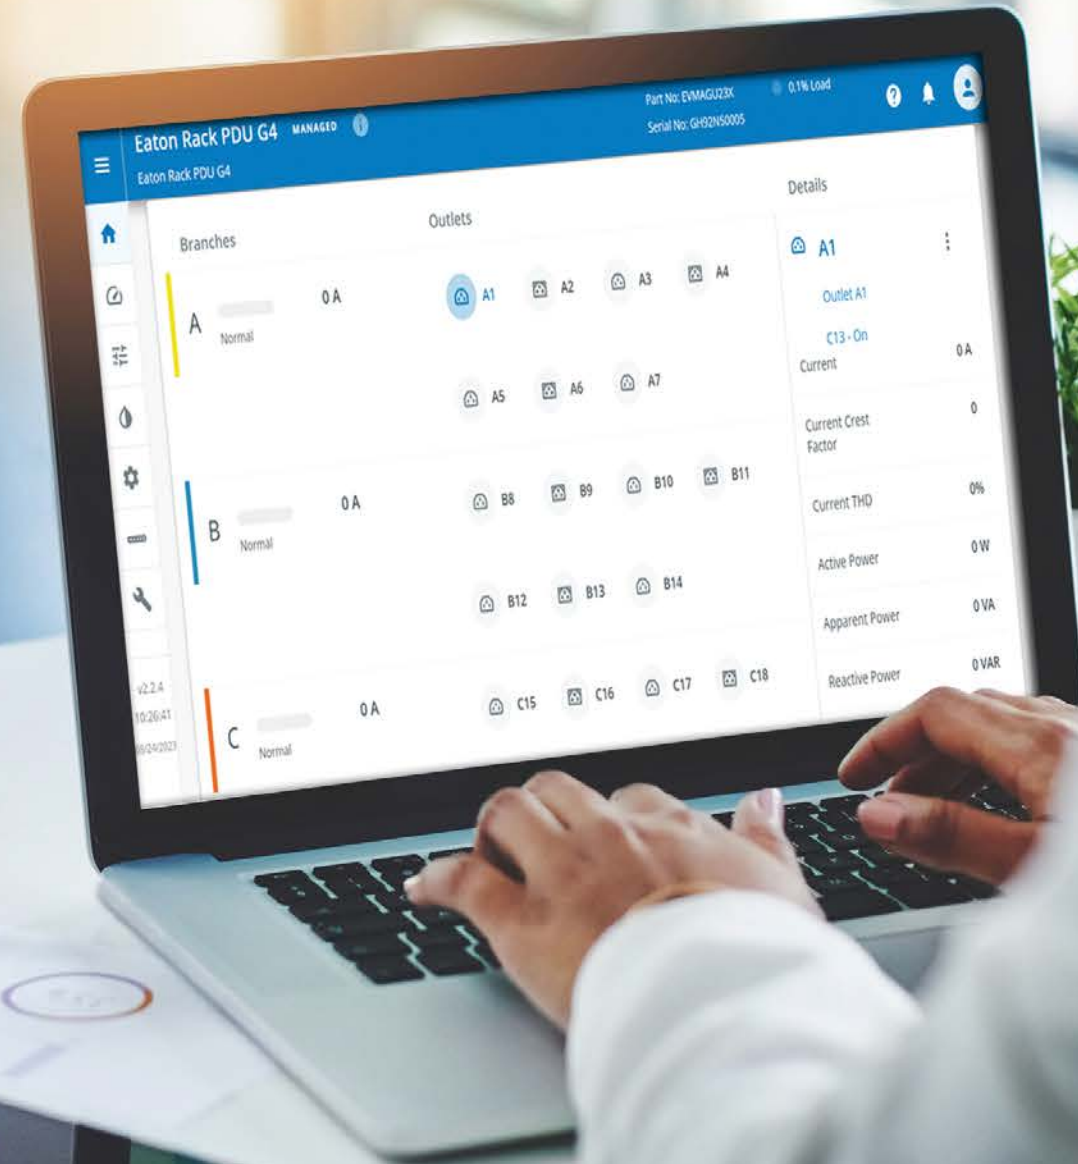 Eaton Rack PDU G4 MANAGED
Eaton Rack PDU G4
Part No: EVMAGU23X
Serial No: GH92N50005
0.1% Load
Branches
Outlets
Details
A
Normal
0 A
A1 A2 A3 A4
A5 A6 A7
B
Normal
0 A
B8 B9 B10 B11
B12 B13 B14
C
Normal
0 A
C15 C16 C17 C18
A1
Outlet A1
C13 - On
Current 0 A
Current Crest
Factor 0
Current THD 0%
Active Power 0 W
Apparent Power 0 VA
Reactive Power 0 VAR
v2.2.4
10:26:41